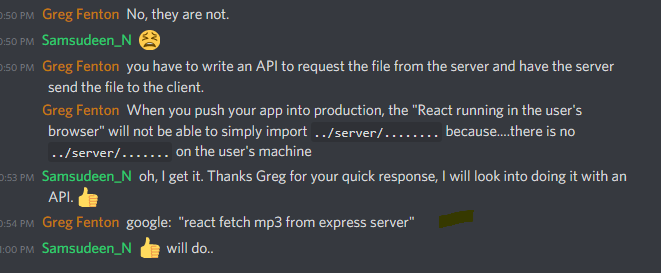 0:50 PM Greg Fenton No, they are not.
0:50 PM Samsudeen_N
0:50 PM Greg Fenton you have to write an API to request the file from the server and have the server
send the file to the client.
Greg Fenton When you push your app into production, the "React running in the user's
browser" will not be able to simply import ../server/........ because....there is no
../server/....... on the user's machine
0:53 PM Samsudeen_N oh, I get it. Thanks Greg for your quick response, I will look into doing it with an
API. 👍
0:54 PM Greg Fenton google: "react fetch mp3 from express server"
1:00 PM Samsudeen_N 👍 will do..